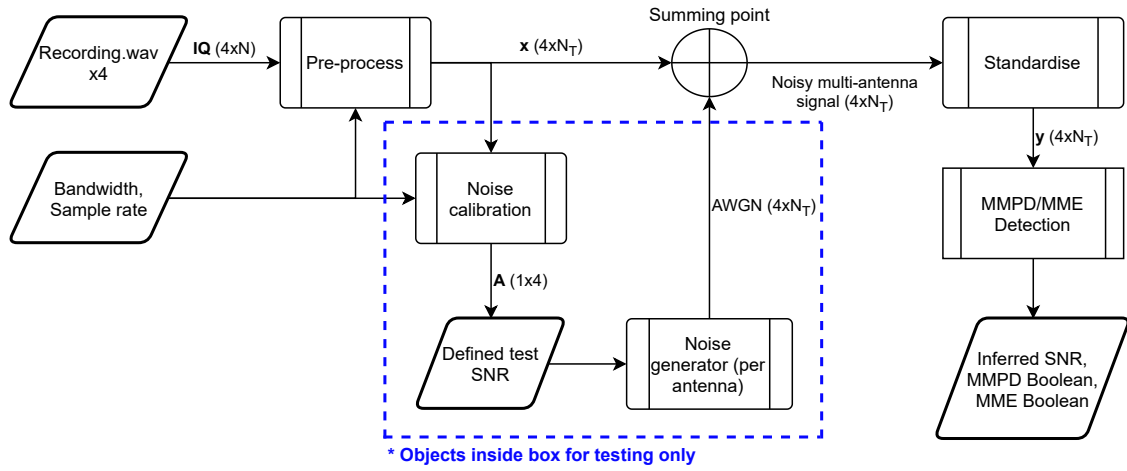 Recording.wav
x4
IQ (4xN)
Pre-process
x (4xN_T)
Summing point
Noisy multi-antenna
signal (4xN_T)
Standardise
y (4xN_T)
Bandwidth,
Sample rate
Noise
calibration
AWGN (4xN_T)
MMPD/MME
Detection
A (1x4)
Defined test
SNR
Noise
generator (per
antenna)
Inferred SNR,
MMPD Boolean,
MME Boolean
* Objects inside box for testing only